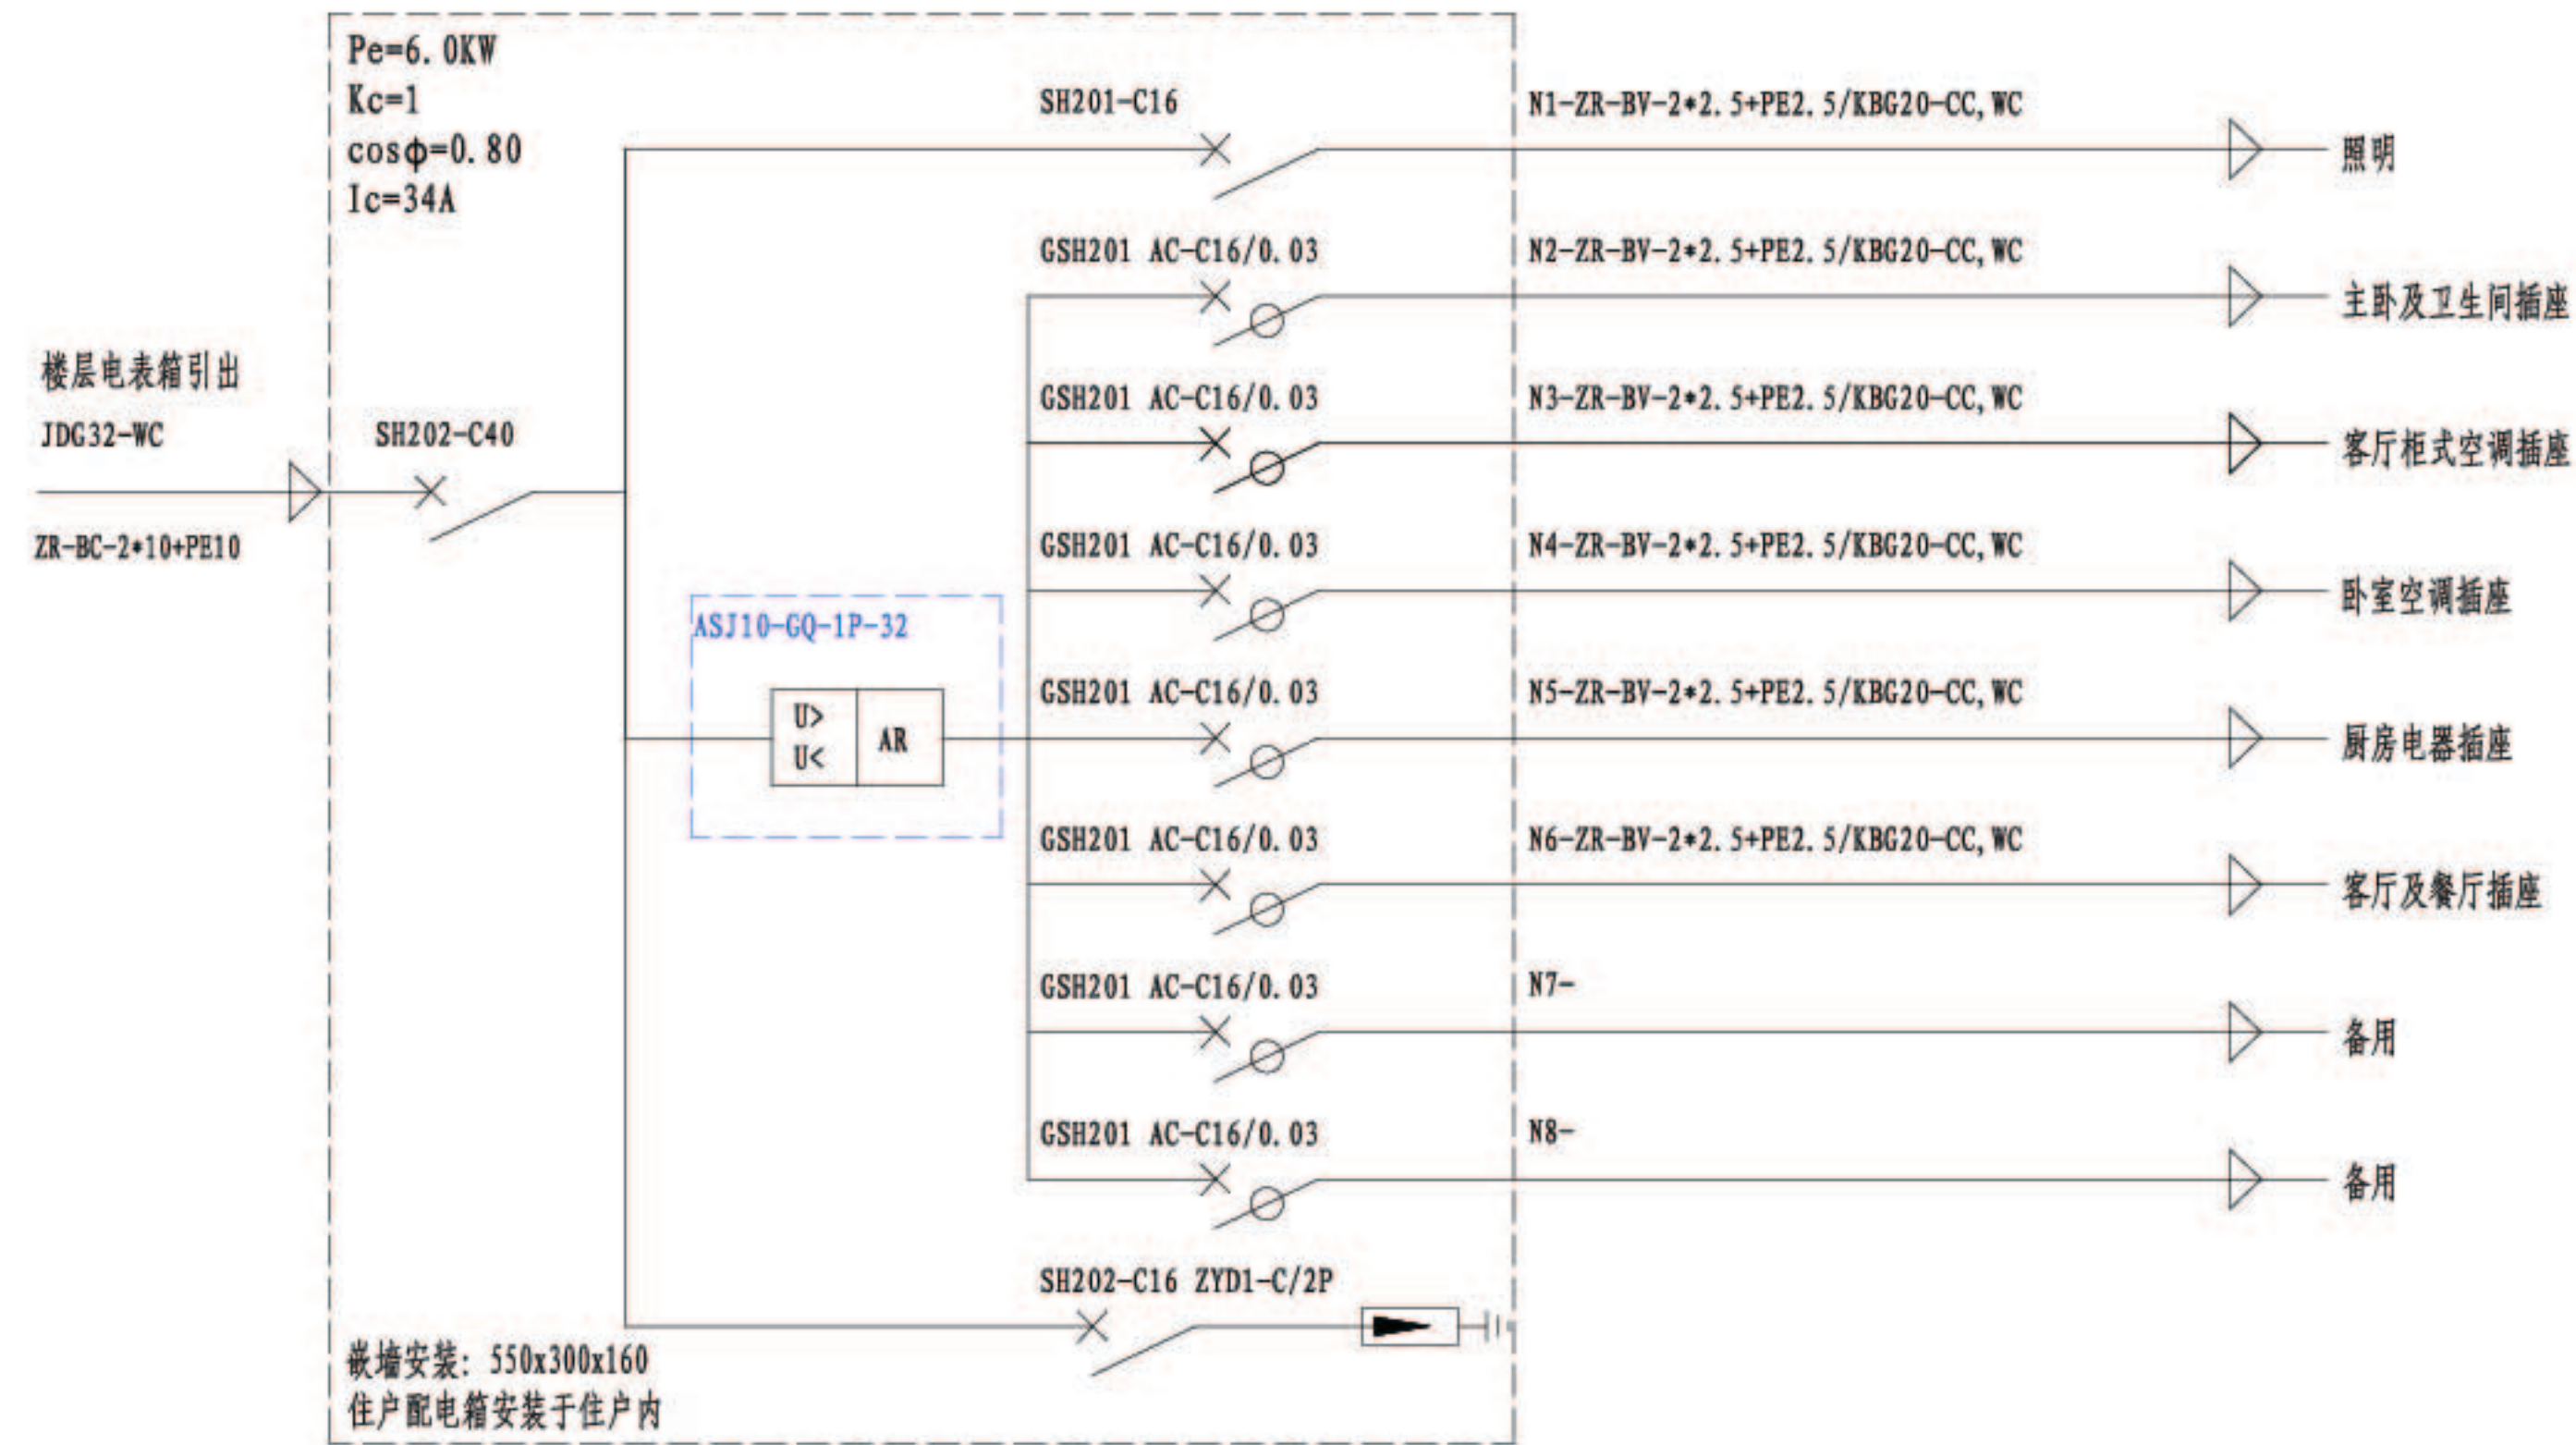 Pe=6.0KW
Kc=1
cosφ=0.80
Ic=34A
楼层电表箱引出
JDG32-WC
ZR-BC-2*10+PE10
SH202-C40
ASJ10-GQ-1P-32
U>
U<
AR
SH201-C16
N1-ZR-BV-2*2.5+PE2.5/KBG20-CC,WC
照明
GSH201 AC-C16/0.03
N2-ZR-BV-2*2.5+PE2.5/KBG20-CC,WC
主卧及卫生间插座
GSH201 AC-C16/0.03
N3-ZR-BV-2*2.5+PE2.5/KBG20-CC,WC
客厅柜式空调插座
GSH201 AC-C16/0.03
N4-ZR-BV-2*2.5+PE2.5/KBG20-CC,WC
卧室空调插座
GSH201 AC-C16/0.03
N5-ZR-BV-2*2.5+PE2.5/KBG20-CC,WC
厨房电器插座
GSH201 AC-C16/0.03
N6-ZR-BV-2*2.5+PE2.5/KBG20-CC,WC
客厅及餐厅插座
GSH201 AC-C16/0.03
N7-
备用
GSH201 AC-C16/0.03
N8-
备用
SH202-C16 ZYD1-C/2P
嵌墙安装: 550x300x160
住户配电箱安装于住户内